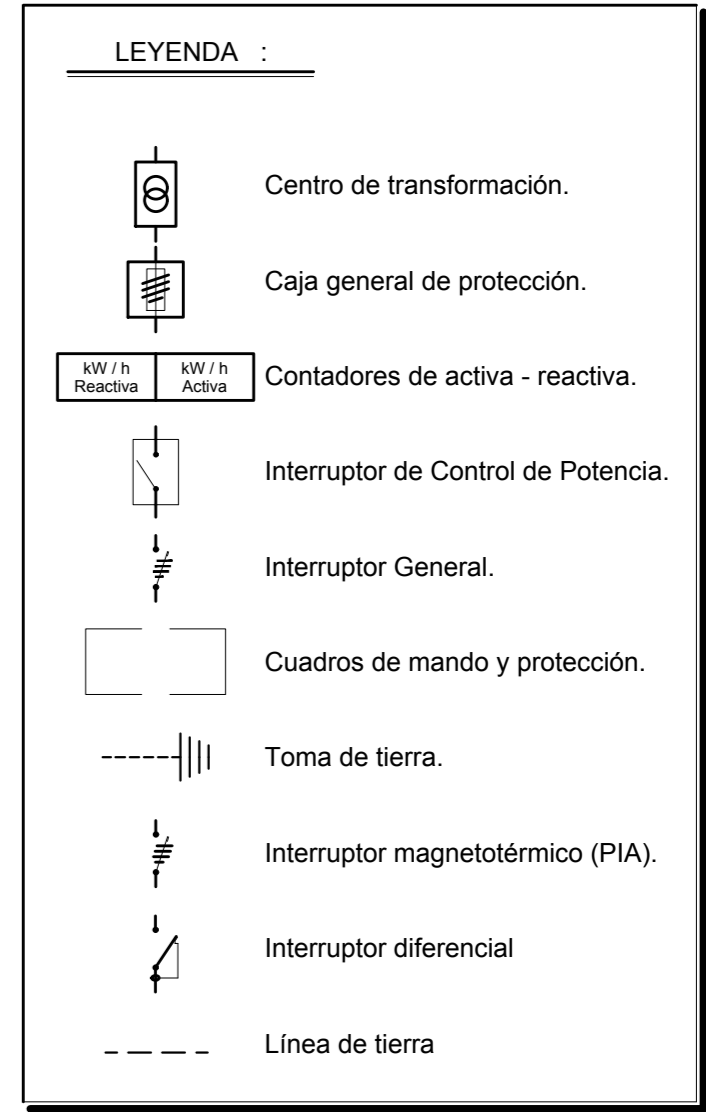 LEYENDA :
Centro de transformación.
Caja general de protección.
kW / h kW / h
Reactiva Activa
Contadores de activa - reactiva.
Interruptor de Control de Potencia.
Interruptor General.
Cuadros de mando y protección.
Toma de tierra.
Interruptor magnetotérmico (PIA).
Interruptor diferencial
Línea de tierra